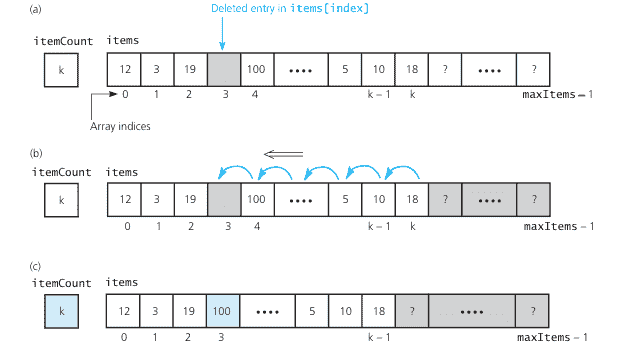 (a)
Deleted entry in items[index]
itemCount items
k 12 3 19 100 •••• 5 10 18 ? •••• ?
0 1 2 3 4 k – 1 k maxItems – 1
Array indices
(b)
itemCount items
k 12 3 19 100 •••• 5 10 18 ? •••• ?
0 1 2 3 4 k – 1 k maxItems – 1
(c)
itemCount items
k 12 3 19 100 •••• 5 10 18 ? •••• ?
0 1 2 3 k – 1 maxItems – 1